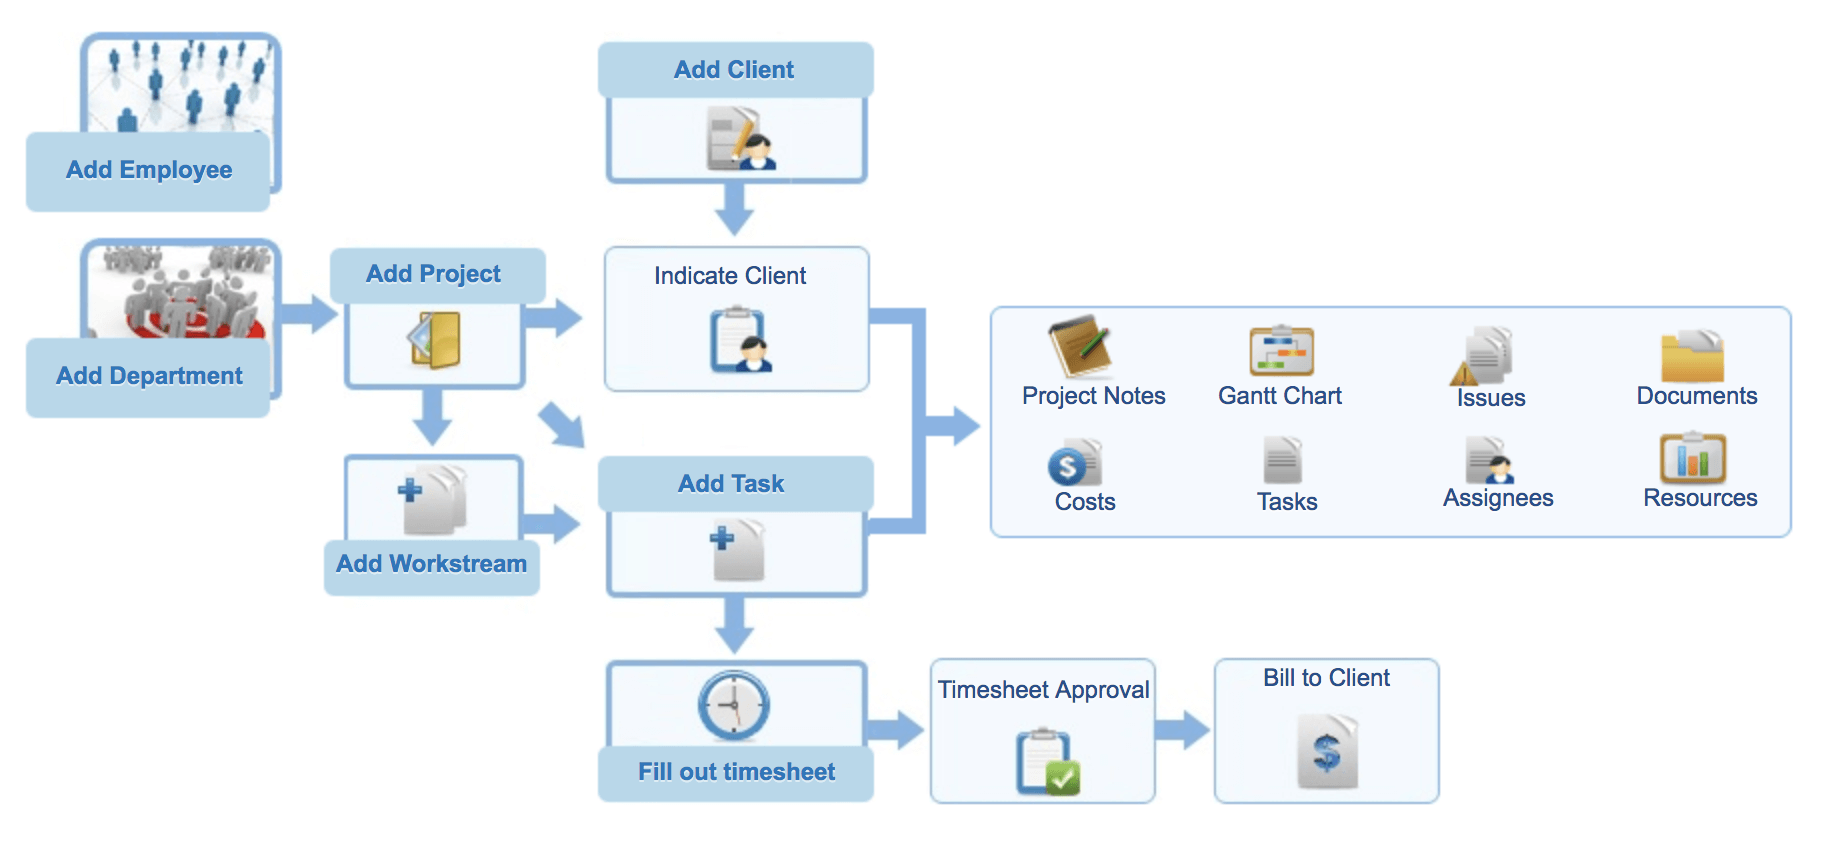 Add Employee
Add Client
Add Department
Add Project
Indicate Client
Project Notes
Gantt Chart
Issues
Documents
Costs
Tasks
Assignees
Resources
Add Workstream
Add Task
Fill out timesheet
Timesheet Approval
Bill to Client